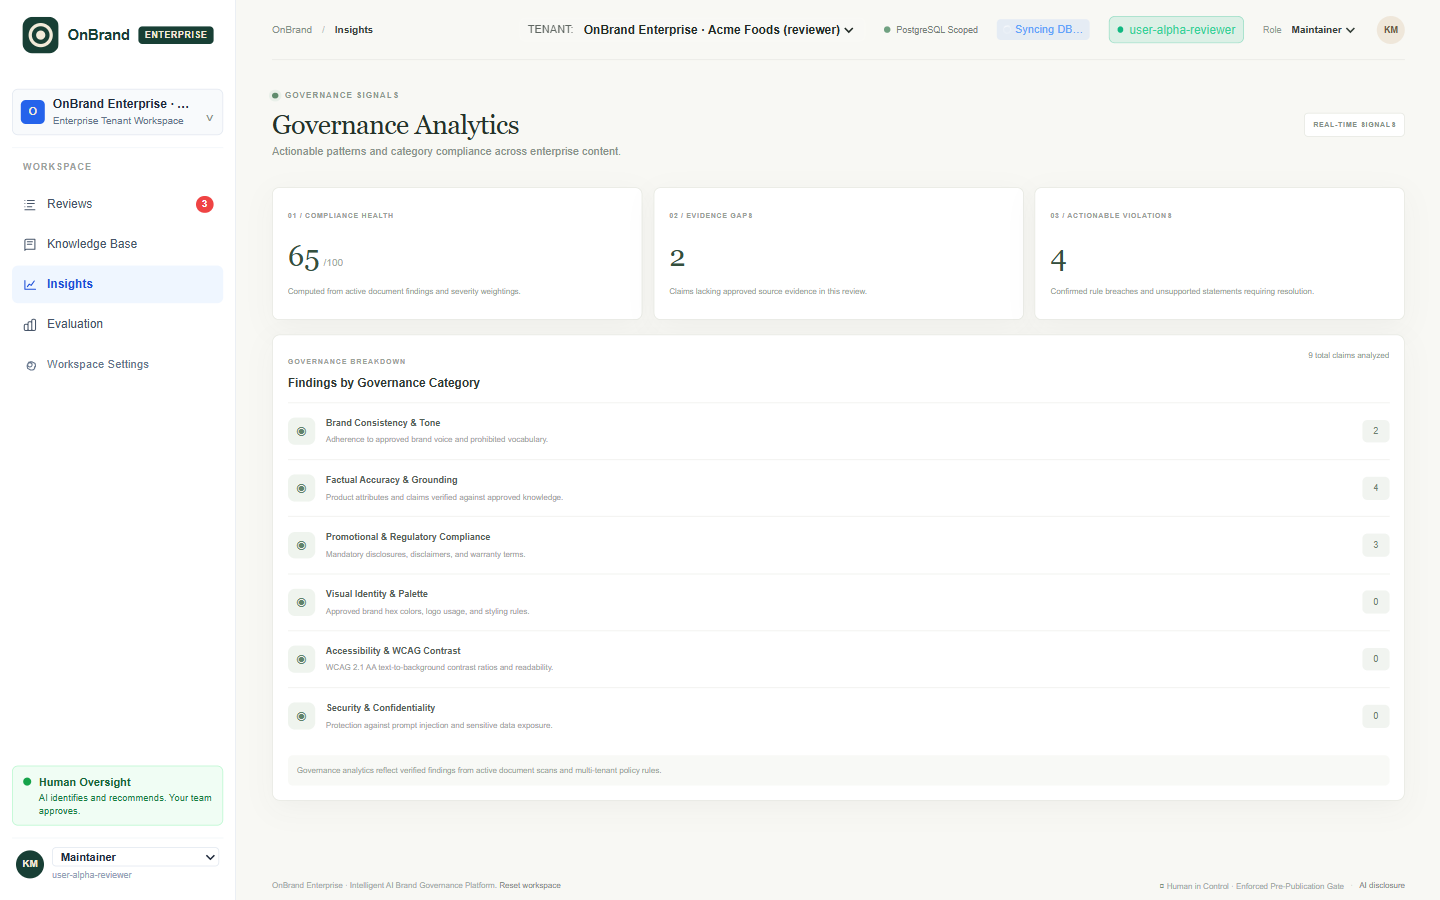 OnBrand ENTERPRISE
O
OnBrand Enterprise · ...
Enterprise Tenant Workspace
WORKSPACE
Reviews 3
Knowledge Base
Insights
Evaluation
Workspace Settings
Human Oversight
AI identifies and recommends. Your team
approves.
KM
Maintainer
user-alpha-reviewer
OnBrand / Insights
TENANT: OnBrand Enterprise · Acme Foods (reviewer)
PostgreSQL Scoped
Syncing DB...
user-alpha-reviewer
Role Maintainer
KM
GOVERNANCE SIGNALS
Governance Analytics
Actionable patterns and category compliance across enterprise content.
REAL-TIME SIGNALS
01 / COMPLIANCE HEALTH
65 /100
Computed from active document findings and severity weightings.
02 / EVIDENCE GAPS
2
Claims lacking approved source evidence in this review.
03 / ACTIONABLE VIOLATIONS
4
Confirmed rule breaches and unsupported statements requiring resolution.
GOVERNANCE BREAKDOWN
9 total claims analyzed
Findings by Governance Category
Brand Consistency & Tone
Adherence to approved brand voice and prohibited vocabulary.
2
Factual Accuracy & Grounding
Product attributes and claims verified against approved knowledge.
4
Promotional & Regulatory Compliance
Mandatory disclosures, disclaimers, and warranty terms.
3
Visual Identity & Palette
Approved brand hex colors, logo usage, and styling rules.
0
Accessibility & WCAG Contrast
WCAG 2.1 AA text-to-background contrast ratios and readability.
0
Security & Confidentiality
Protection against prompt injection and sensitive data exposure.
0
Governance analytics reflect verified findings from active document scans and multi-tenant policy rules.
OnBrand Enterprise · Intelligent AI Brand Governance Platform. Reset workspace
Human in Control · Enforced Pre-Publication Gate · AI disclosure